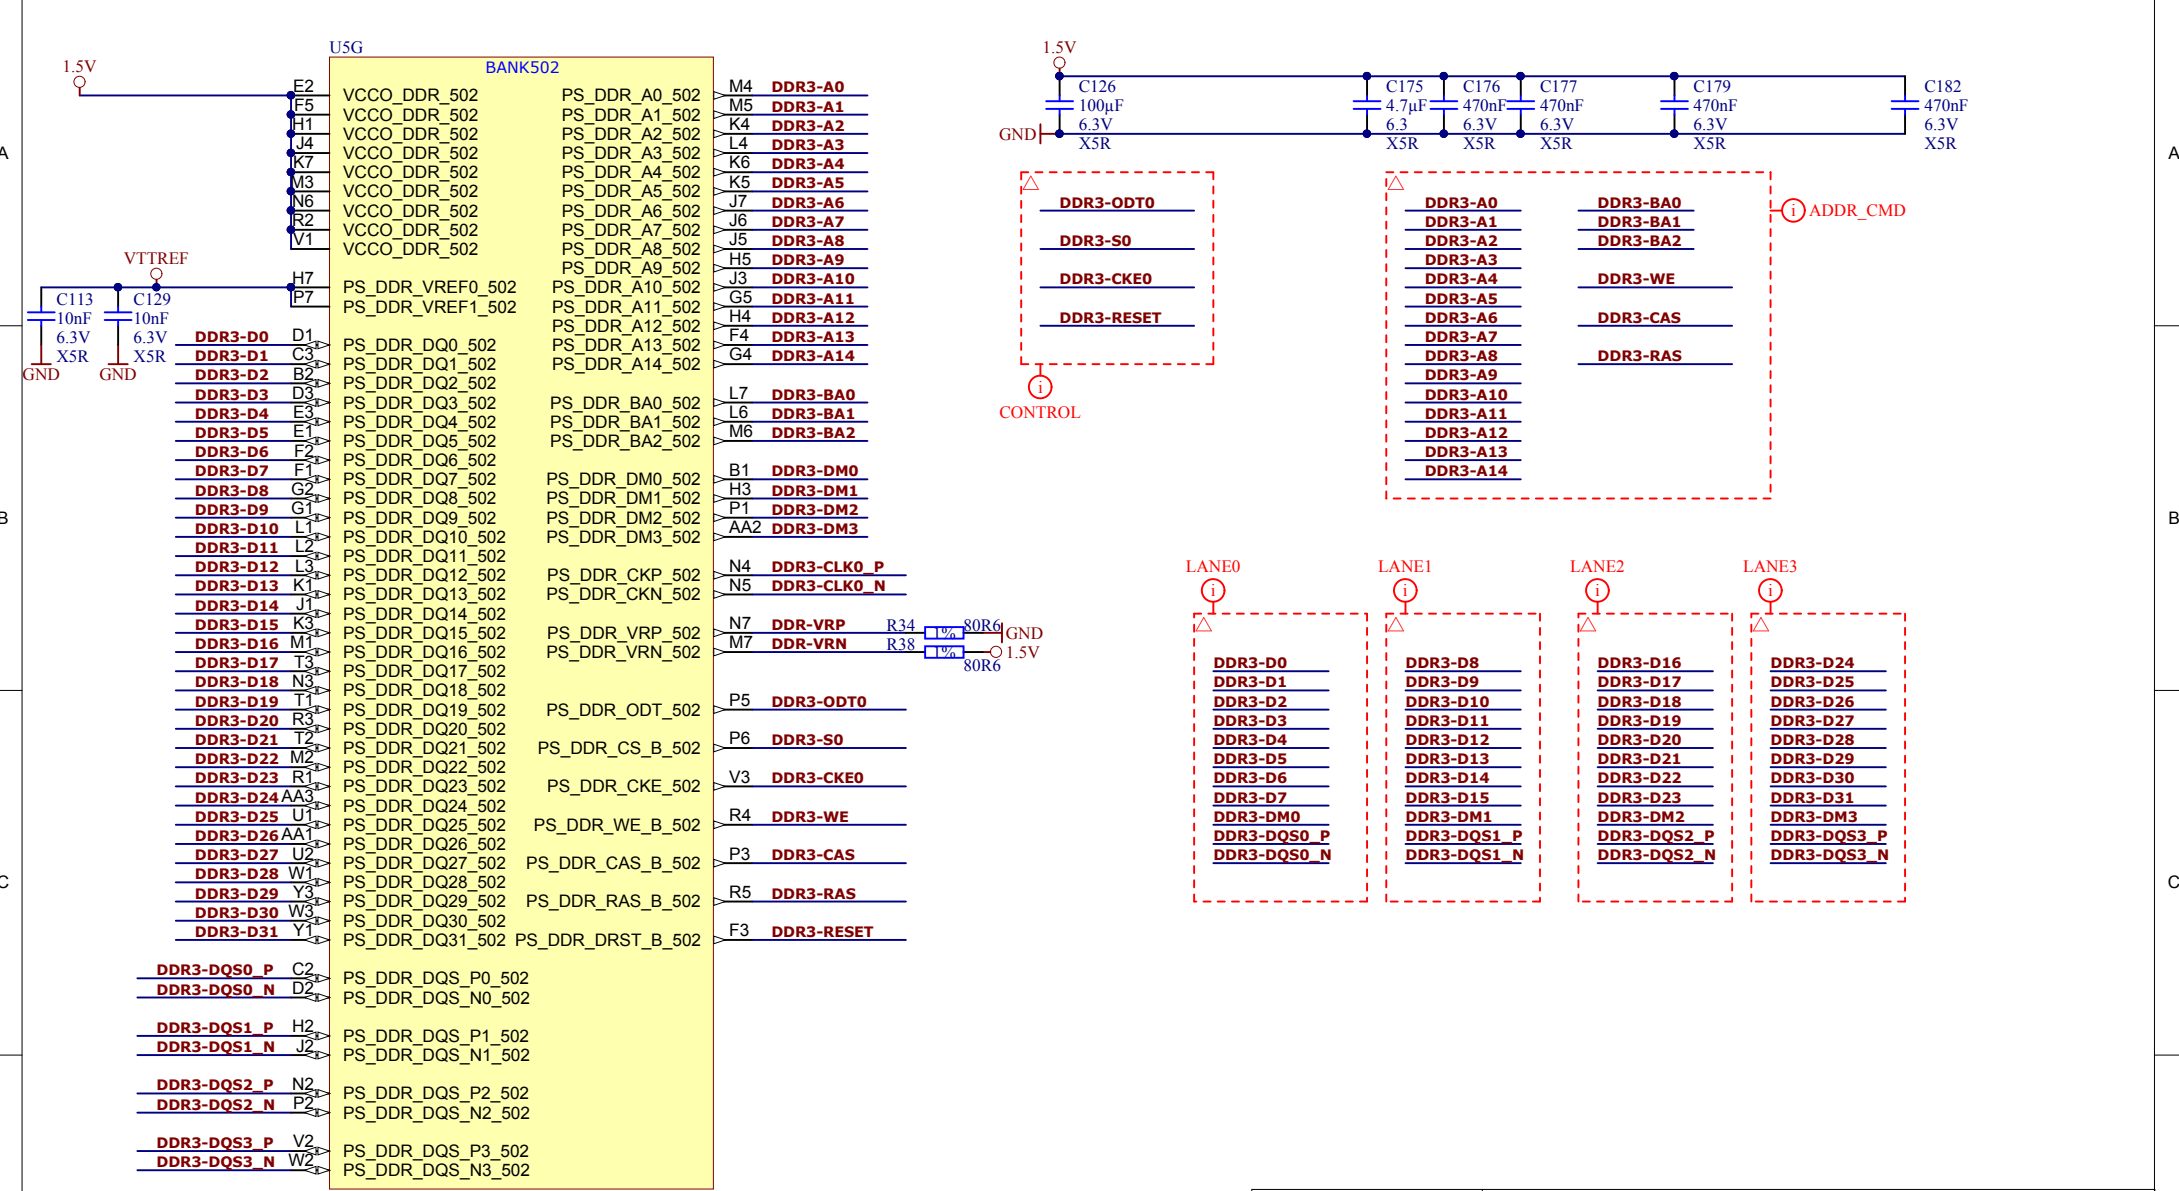 U5G
BANK502
1.5V
E2 VCCO_DDR_502
F5 VCCO_DDR_502
H1 VCCO_DDR_502
J4 VCCO_DDR_502
K7 VCCO_DDR_502
M3 VCCO_DDR_502
N6 VCCO_DDR_502
R2 VCCO_DDR_502
V1 VCCO_DDR_502
VTTREF
H7 PS_DDR_VREF0_502
P7 PS_DDR_VREF1_502
C113
10nF
6.3V
X5R
GND
C129
10nF
6.3V
X5R
GND
DDR3-D0 D1 PS_DDR_DQ0_502
DDR3-D1 C3 PS_DDR_DQ1_502
DDR3-D2 B2 PS_DDR_DQ2_502
DDR3-D3 D3 PS_DDR_DQ3_502
DDR3-D4 E3 PS_DDR_DQ4_502
DDR3-D5 E1 PS_DDR_DQ5_502
DDR3-D6 F2 PS_DDR_DQ6_502
DDR3-D7 F1 PS_DDR_DQ7_502
DDR3-D8 G2 PS_DDR_DQ8_502
DDR3-D9 G1 PS_DDR_DQ9_502
DDR3-D10 L1 PS_DDR_DQ10_502
DDR3-D11 L2 PS_DDR_DQ11_502
DDR3-D12 L3 PS_DDR_DQ12_502
DDR3-D13 K1 PS_DDR_DQ13_502
DDR3-D14 J1 PS_DDR_DQ14_502
DDR3-D15 K3 PS_DDR_DQ15_502
DDR3-D16 M1 PS_DDR_DQ16_502
DDR3-D17 T3 PS_DDR_DQ17_502
DDR3-D18 N3 PS_DDR_DQ18_502
DDR3-D19 T1 PS_DDR_DQ19_502
DDR3-D20 R3 PS_DDR_DQ20_502
DDR3-D21 T2 PS_DDR_DQ21_502
DDR3-D22 M2 PS_DDR_DQ22_502
DDR3-D23 R1 PS_DDR_DQ23_502
DDR3-D24 AA3 PS_DDR_DQ24_502
DDR3-D25 U1 PS_DDR_DQ25_502
DDR3-D26 AA1 PS_DDR_DQ26_502
DDR3-D27 U2 PS_DDR_DQ27_502
DDR3-D28 W1 PS_DDR_DQ28_502
DDR3-D29 Y3 PS_DDR_DQ29_502
DDR3-D30 W3 PS_DDR_DQ30_502
DDR3-D31 Y1 PS_DDR_DQ31_502
DDR3-DQS0_P C2 PS_DDR_DQS_P0_502
DDR3-DQS0_N D2 PS_DDR_DQS_N0_502
DDR3-DQS1_P H2 PS_DDR_DQS_P1_502
DDR3-DQS1_N J2 PS_DDR_DQS_N1_502
DDR3-DQS2_P N2 PS_DDR_DQS_P2_502
DDR3-DQS2_N P2 PS_DDR_DQS_N2_502
DDR3-DQS3_P V2 PS_DDR_DQS_P3_502
DDR3-DQS3_N W2 PS_DDR_DQS_N3_502
PS_DDR_A0_502 M4 DDR3-A0
PS_DDR_A1_502 M5 DDR3-A1
PS_DDR_A2_502 K4 DDR3-A2
PS_DDR_A3_502 L4 DDR3-A3
PS_DDR_A4_502 K6 DDR3-A4
PS_DDR_A5_502 K5 DDR3-A5
PS_DDR_A6_502 J7 DDR3-A6
PS_DDR_A7_502 J6 DDR3-A7
PS_DDR_A8_502 J5 DDR3-A8
PS_DDR_A9_502 H5 DDR3-A9
PS_DDR_A10_502 J3 DDR3-A10
PS_DDR_A11_502 G5 DDR3-A11
PS_DDR_A12_502 H4 DDR3-A12
PS_DDR_A13_502 F4 DDR3-A13
PS_DDR_A14_502 G4 DDR3-A14
PS_DDR_BA0_502 L7 DDR3-BA0
PS_DDR_BA1_502 L6 DDR3-BA1
PS_DDR_BA2_502 M6 DDR3-BA2
PS_DDR_DM0_502 B1 DDR3-DM0
PS_DDR_DM1_502 H3 DDR3-DM1
PS_DDR_DM2_502 P1 DDR3-DM2
PS_DDR_DM3_502 AA2 DDR3-DM3
PS_DDR_CKP_502 N4 DDR3-CLK0_P
PS_DDR_CKN_502 N5 DDR3-CLK0_N
PS_DDR_VRP_502 N7 DDR-VRP R34 1% 80R6 GND
PS_DDR_VRN_502 M7 DDR-VRN R38 1% 80R6 1.5V
PS_DDR_ODT_502 P5 DDR3-ODT0
PS_DDR_CS_B_502 P6 DDR3-S0
PS_DDR_CKE_502 V3 DDR3-CKE0
PS_DDR_WE_B_502 R4 DDR3-WE
PS_DDR_CAS_B_502 P3 DDR3-CAS
PS_DDR_RAS_B_502 R5 DDR3-RAS
PS_DDR_DRST_B_502 F3 DDR3-RESET
1.5V
GND
C126
100µF
6.3V
X5R
C175
4.7µF
6.3
X5R
C176
470nF
6.3V
X5R
C177
470nF
6.3V
X5R
C179
470nF
6.3V
X5R
C182
470nF
6.3V
X5R
DDR3-ODT0
DDR3-S0
DDR3-CKE0
DDR3-RESET
i
CONTROL
DDR3-A0
DDR3-A1
DDR3-A2
DDR3-A3
DDR3-A4
DDR3-A5
DDR3-A6
DDR3-A7
DDR3-A8
DDR3-A9
DDR3-A10
DDR3-A11
DDR3-A12
DDR3-A13
DDR3-A14
DDR3-BA0
DDR3-BA1
DDR3-BA2
DDR3-WE
DDR3-CAS
DDR3-RAS
i ADDR_CMD
LANE0
i
DDR3-D0
DDR3-D1
DDR3-D2
DDR3-D3
DDR3-D4
DDR3-D5
DDR3-D6
DDR3-D7
DDR3-DM0
DDR3-DQS0_P
DDR3-DQS0_N
LANE1
i
DDR3-D8
DDR3-D9
DDR3-D10
DDR3-D11
DDR3-D12
DDR3-D13
DDR3-D14
DDR3-D15
DDR3-DM1
DDR3-DQS1_P
DDR3-DQS1_N
LANE2
i
DDR3-D16
DDR3-D17
DDR3-D18
DDR3-D19
DDR3-D20
DDR3-D21
DDR3-D22
DDR3-D23
DDR3-DM2
DDR3-DQS2_P
DDR3-DQS2_N
LANE3
i
DDR3-D24
DDR3-D25
DDR3-D26
DDR3-D27
DDR3-D28
DDR3-D29
DDR3-D30
DDR3-D31
DDR3-DM3
DDR3-DQS3_P
DDR3-DQS3_N
A
B
C
A
B
C